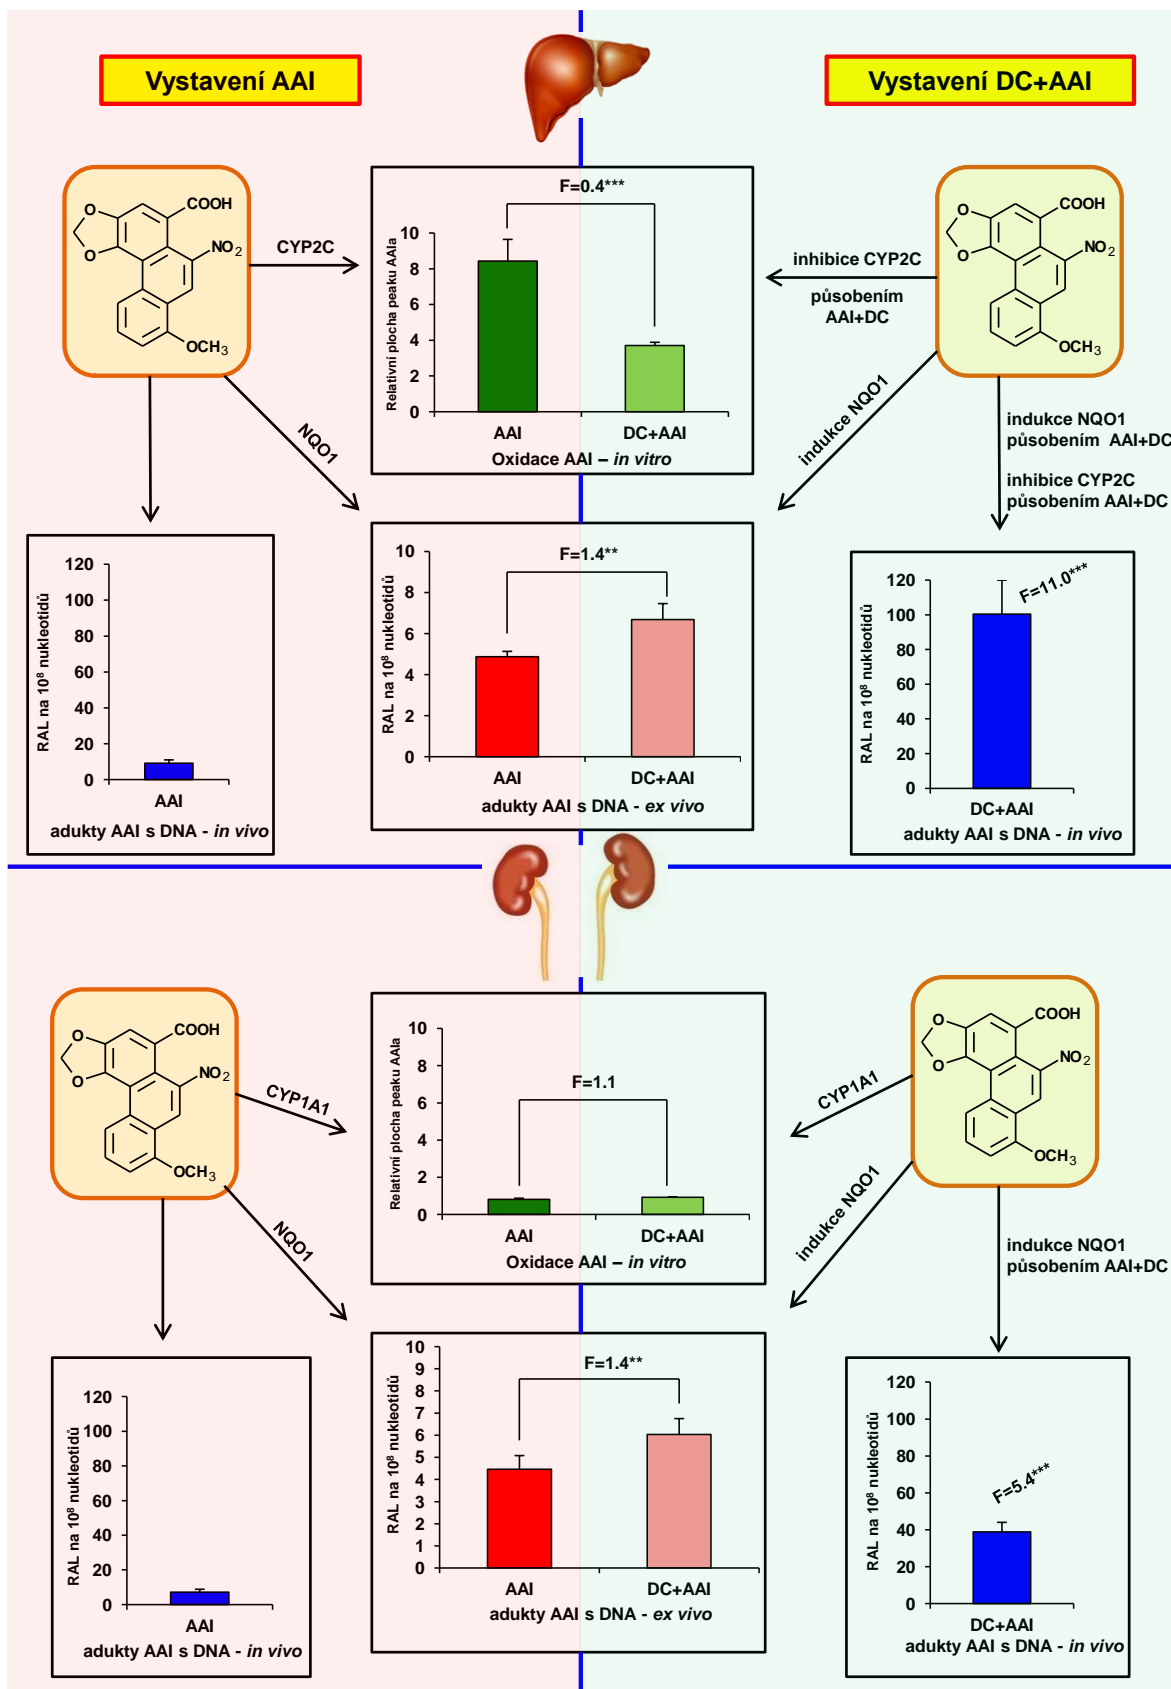 Vystavení AAI
Vystavení DC+AAI
O
O
COOH
NO2
OCH3
CYP2C
NQO1
F=0.4***
Relativní plocha peaku AAIa
10
8
6
4
2
0
AAI
DC+AAI
Oxidace AAI – in vitro
inhibice CYP2C
působením
AAI+DC
O
O
COOH
NO2
OCH3
indukce NQO1
indukce NQO1
působením AAI+DC
inhibice CYP2C
působením AAI+DC
RAL na 10⁸ nukleotidů
120
100
80
60
40
20
0
AAI
adukty AAI s DNA - in vivo
F=1.4**
RAL na 10⁸ nukleotidů
10
8
6
4
2
0
AAI
DC+AAI
adukty AAI s DNA - ex vivo
F=11.0***
RAL na 10⁸ nukleotidů
120
100
80
60
40
20
0
DC+AAI
adukty AAI s DNA - in vivo
O
O
COOH
NO2
OCH3
CYP1A1
NQO1
F=1.1
Relativní plocha peaku AAIa
10
8
6
4
2
0
AAI
DC+AAI
Oxidace AAI – in vitro
CYP1A1
O
O
COOH
NO2
OCH3
indukce NQO1
indukce NQO1
působením AAI+DC
RAL na 10⁸ nukleotidů
120
100
80
60
40
20
0
AAI
adukty AAI s DNA - in vivo
F=1.4**
RAL na 10⁸ nukleotidů
10
9
8
7
6
5
4
3
2
1
0
AAI
DC+AAI
adukty AAI s DNA - ex vivo
F=5.4***
RAL na 10⁸ nukleotidů
120
100
80
60
40
20
0
DC+AAI
adukty AAI s DNA - in vivo